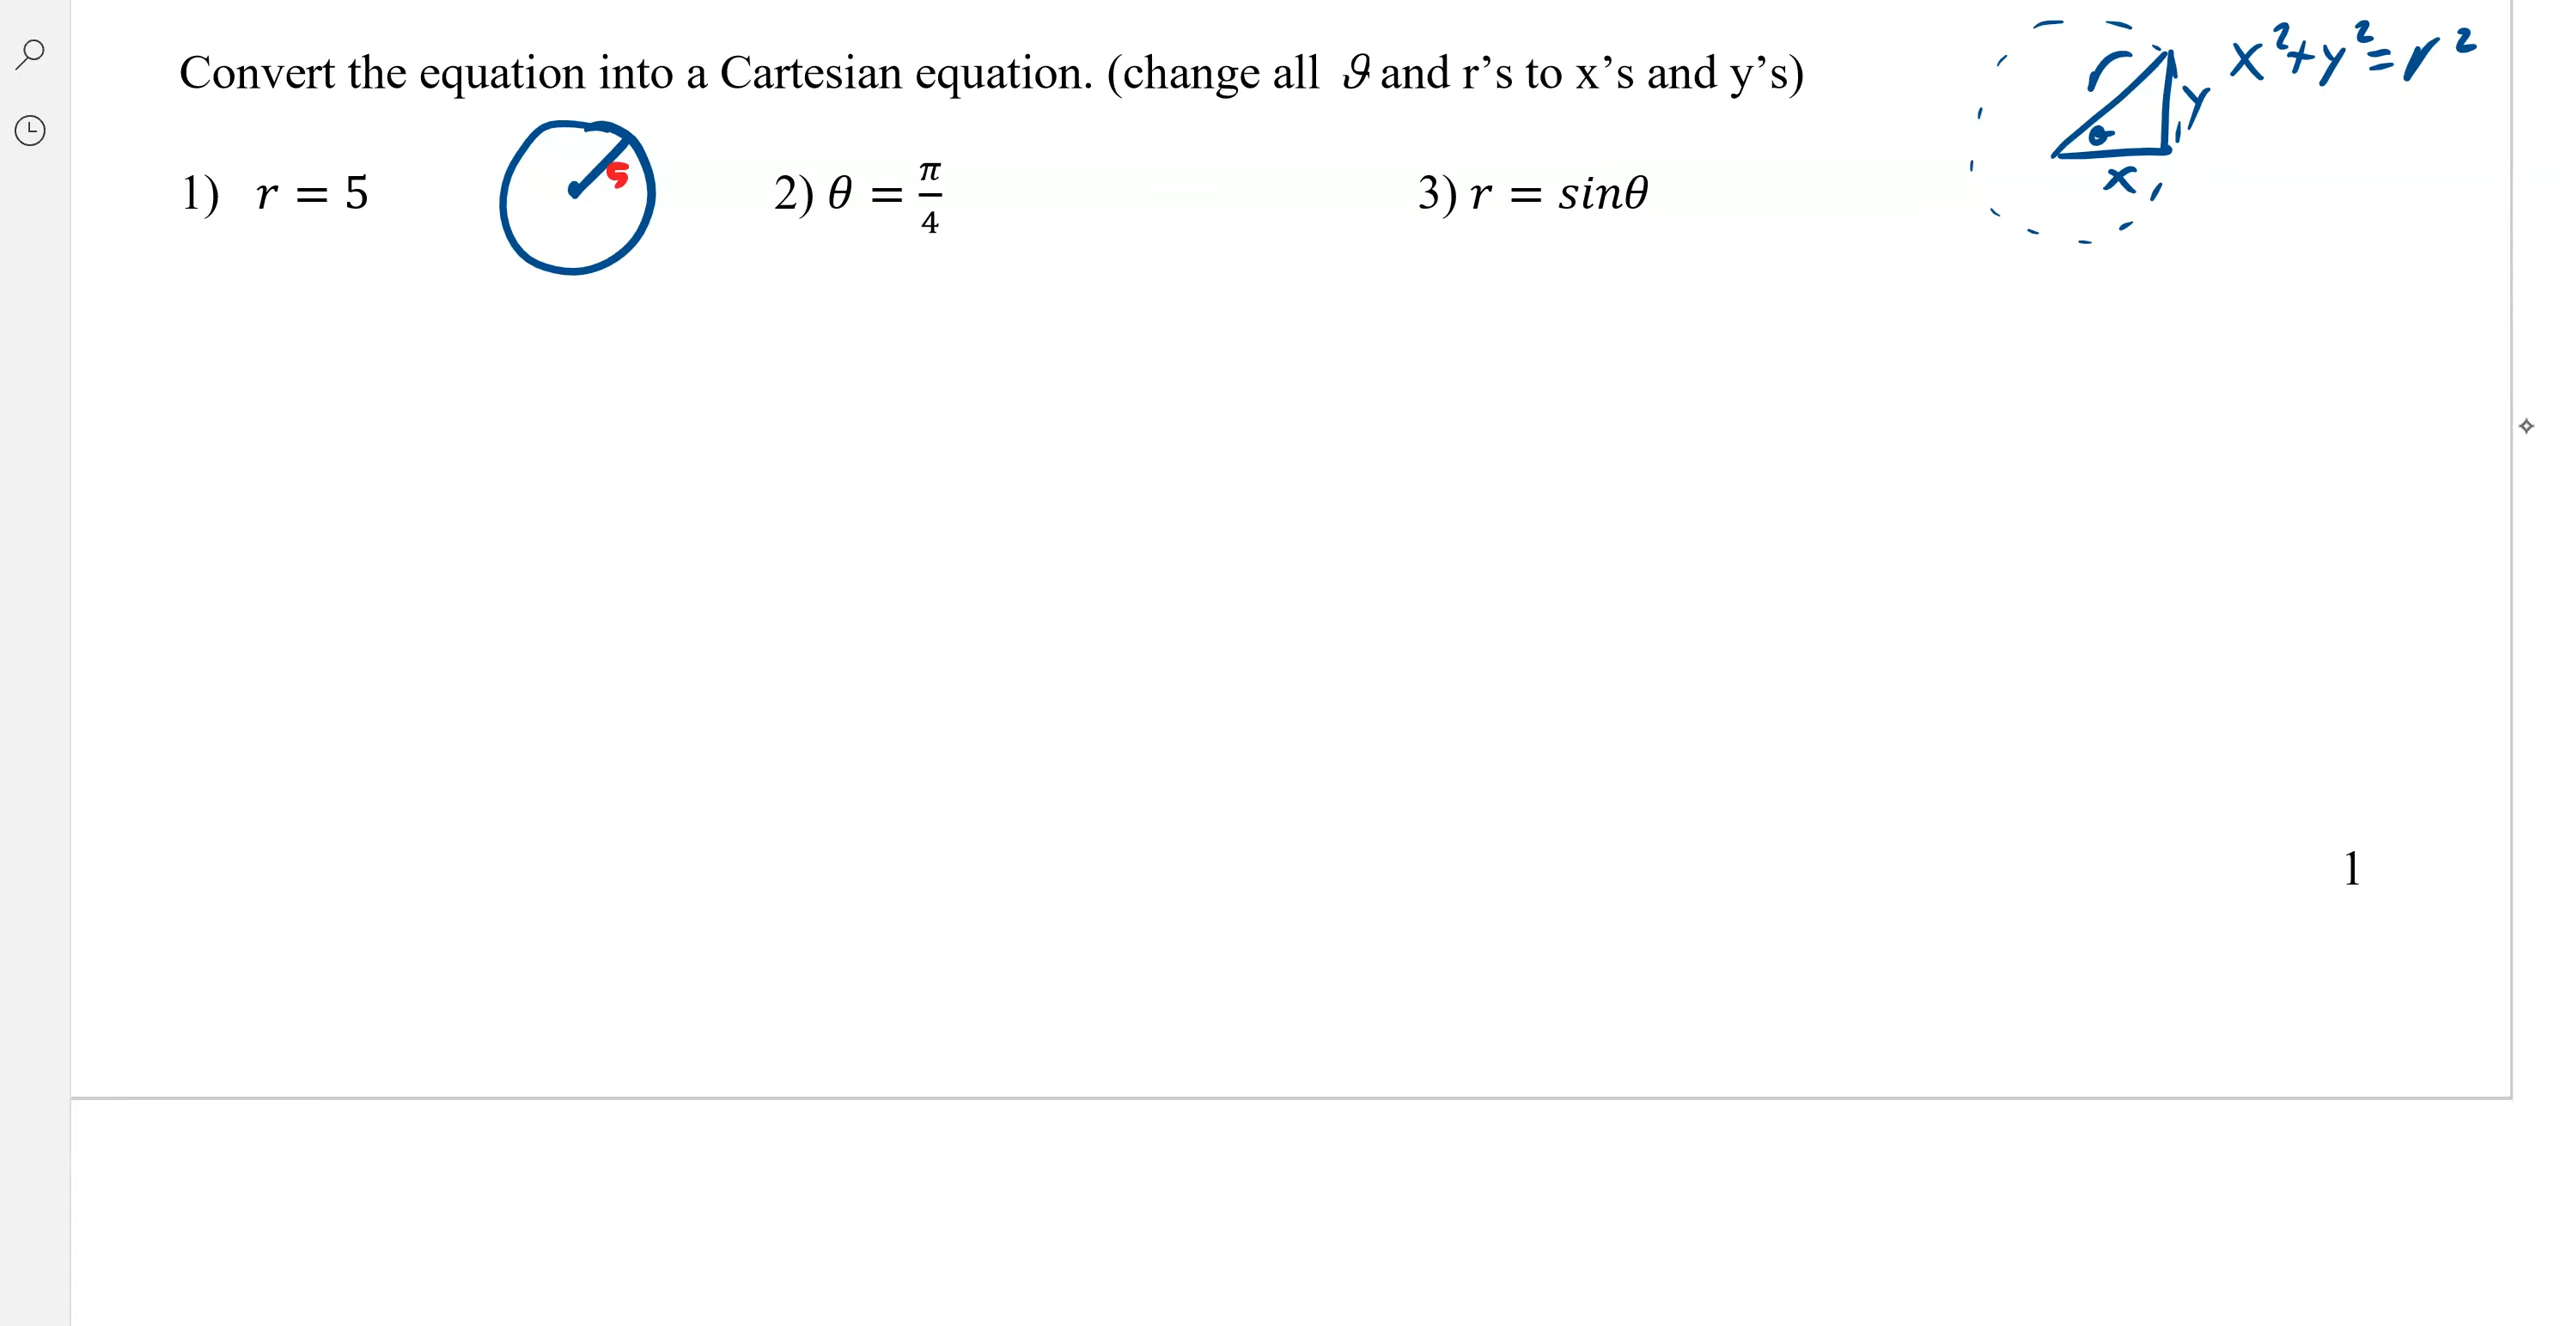 Convert the equation into a Cartesian equation. (change all ϑ and r’s to x’s and y’s)
r
θ
y
x
x²+y²=r²
1) r = 5
5
2) θ = π/4
3) r = sinθ
1